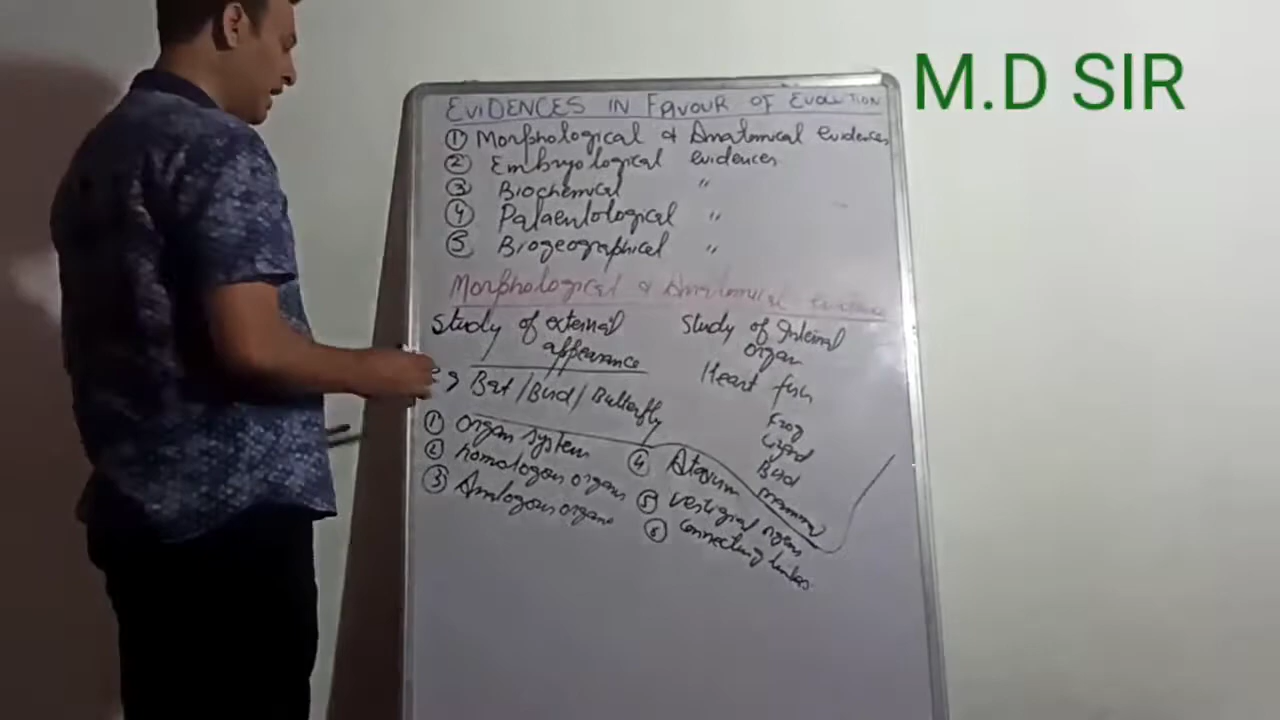 M.D SIR
EVIDENCES IN FAVOUR OF EVOLUTION
① Morphological & Anatomical evidences
② Embryological evidences
③ Biochemical "
④ Palaentological "
⑤ Biogeographical "
Morphological & Anatomical evidence
Study of external appearance
eg Bat/Bird/Butterfly
Study of Internal organ
Heart fish
Frog
Lizard
Bird
mammal
① Organ system
② homologous organs
③ Analogous organs
④ Atavism
⑤ vestigial organs
⑥ Connecting links